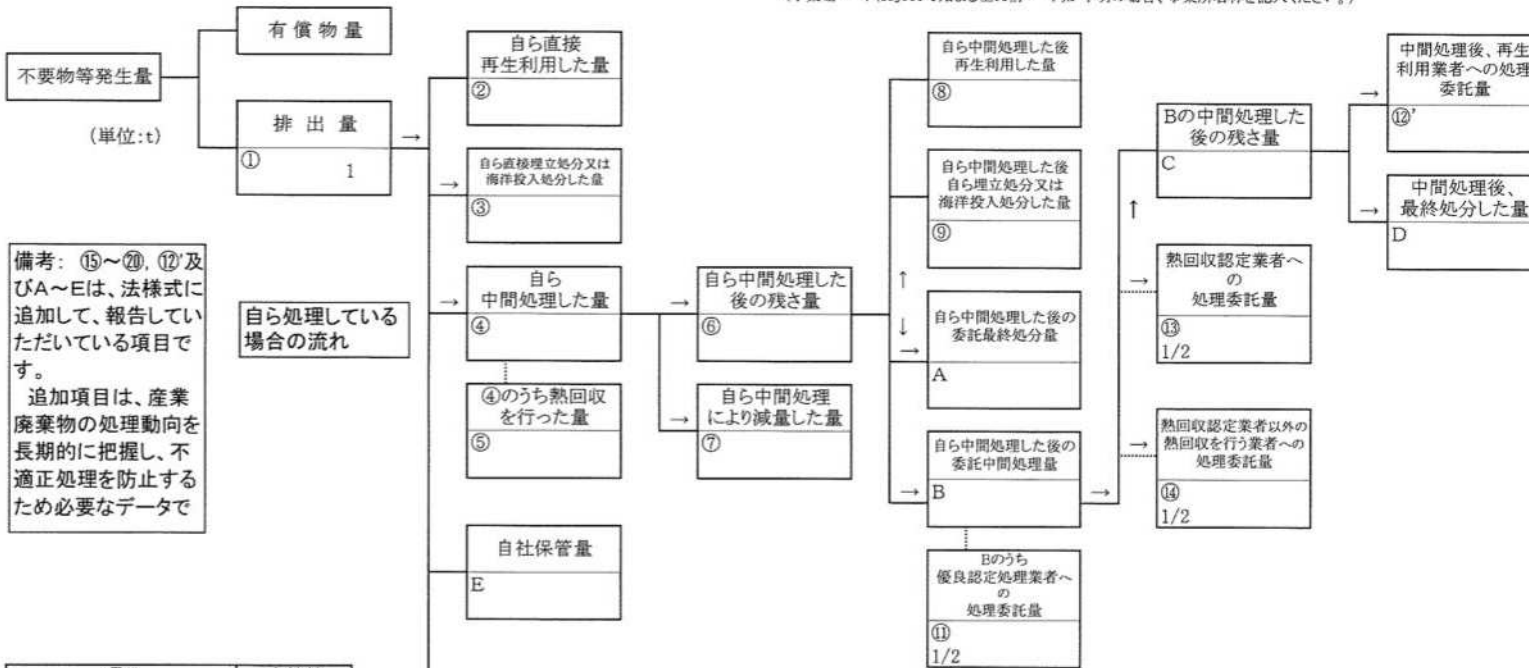 有 償 物 量
不要物等発生量
(単位:t)
排 出 量
①
1
→
備考: ⑮～⑳, ⑫'及
びA～Eは、法様式に
追加して、報告してい
ただいている項目で
す。
追加項目は、産業
廃棄物の処理動向を
長期的に把握し、不
適正処理を防止する
ため必要なデータで
自ら処理している
場合の流れ
自ら直接
再生利用した量
②
→
自ら直接埋立処分又は
海洋投入処分した量
③
→
自ら
中間処理した量
④
④のうち熱回収
を行った量
⑤
自社保管量
E
→
自ら中間処理した
後の残さ量
⑥
→
自ら中間処理
により減量した量
⑦
自ら中間処理した後
再生利用した量
⑧
自ら中間処理した後
自ら埋立処分又は
海洋投入処分した量
⑨
↑
↓
→
自ら中間処理した後の
委託最終処分量
A
自ら中間処理した後の
委託中間処理量
→
B
→
Bのうち
優良認定処理業者へ
の
処理委託量
⑪
1/2
Bの中間処理した
後の残さ量
C
↑
熱回収認定業者へ
の
処理委託量
→
⑬
1/2
熱回収認定業者以外の
熱回収を行う業者への
処理委託量
→
⑭
1/2
中間処理後、再生
利用業者への処理
委託量
→
⑫'
中間処理後、
最終処分した量
→
D